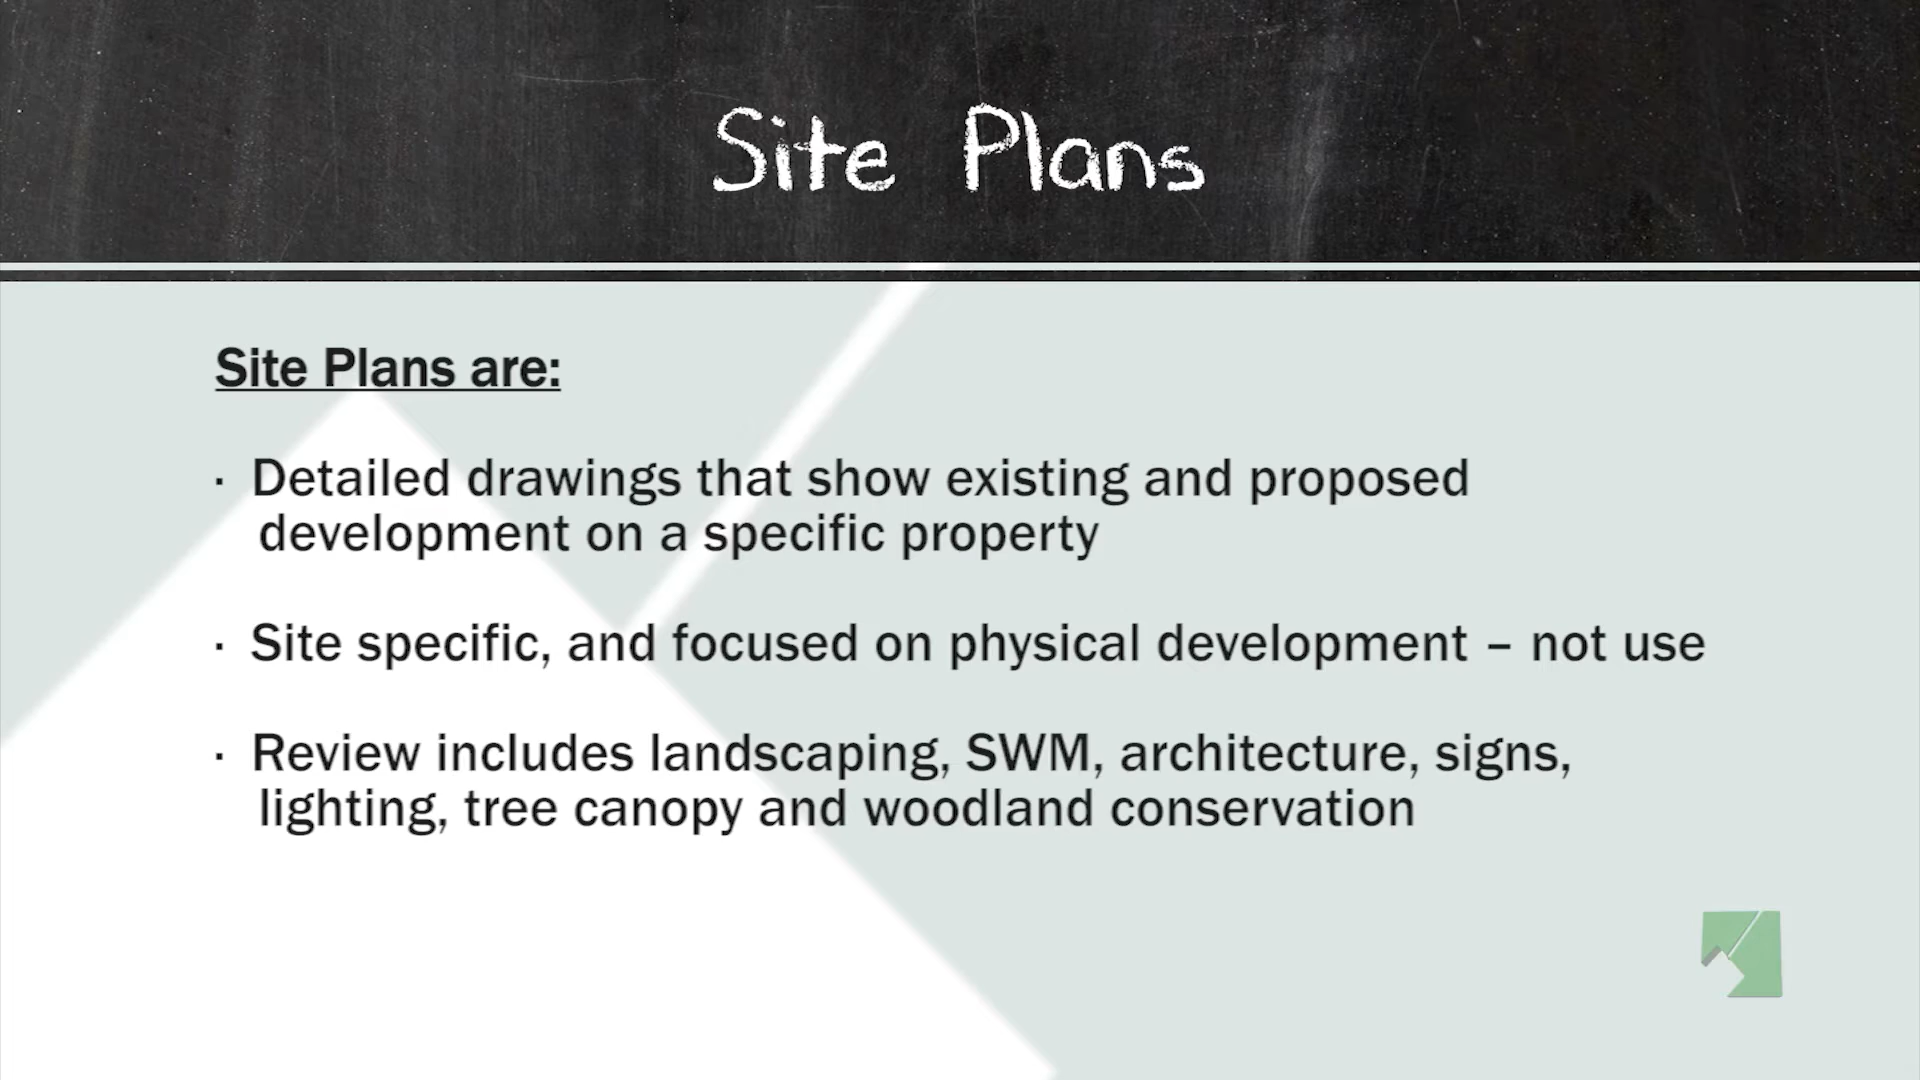 Site Plans
Site Plans are:
· Detailed drawings that show existing and proposed
development on a specific property
· Site specific, and focused on physical development – not use
· Review includes landscaping, SWM, architecture, signs,
lighting, tree canopy and woodland conservation